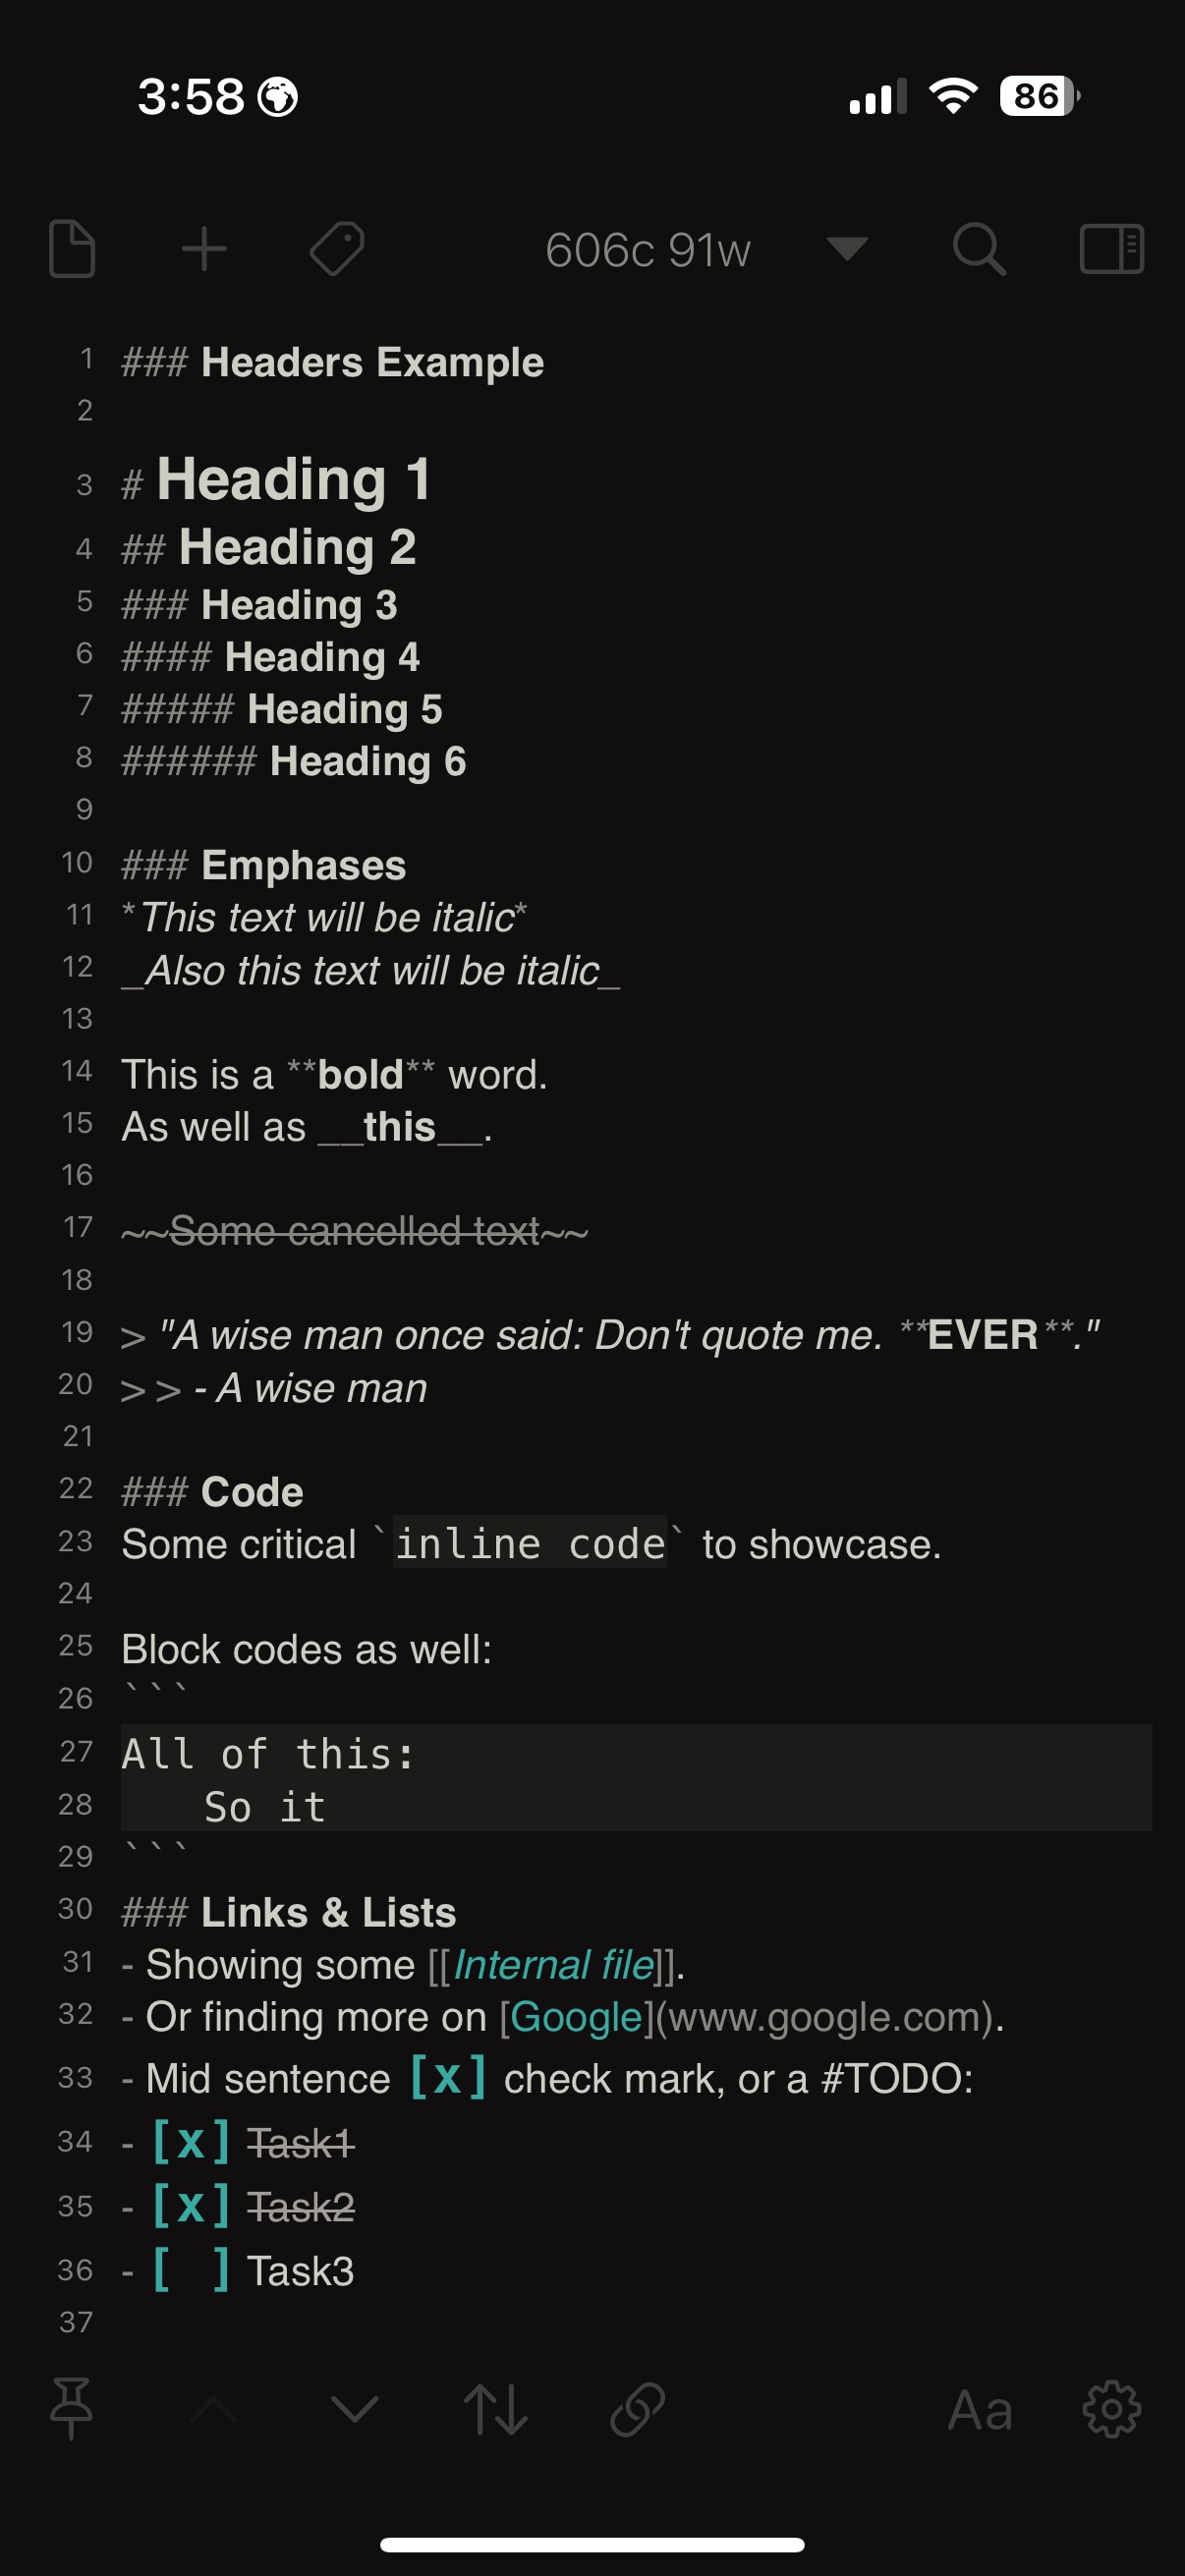 3:58 86
606c 91w
1 ### Headers Example
2
3 # Heading 1
4 ## Heading 2
5 ### Heading 3
6 #### Heading 4
7 ##### Heading 5
8 ###### Heading 6
9
10 ### Emphases
11 *This text will be italic*
12 _Also this text will be italic_
13
14 This is a **bold** word.
15 As well as __this__.
16
17 ~~Some cancelled text~~
18
19 > "A wise man once said: Don't quote me. **EVER**."
20 > > - A wise man
21
22 ### Code
23 Some critical `inline code` to showcase.
24
25 Block codes as well:
26 ```
27 All of this:
28     So it
29 ```
30 ### Links & Lists
31 - Showing some [[Internal file]].
32 - Or finding more on [Google](www.google.com).
33 - Mid sentence [x] check mark, or a #TODO:
34 - [x] Task1
35 - [x] Task2
36 - [ ] Task3
37
Aa